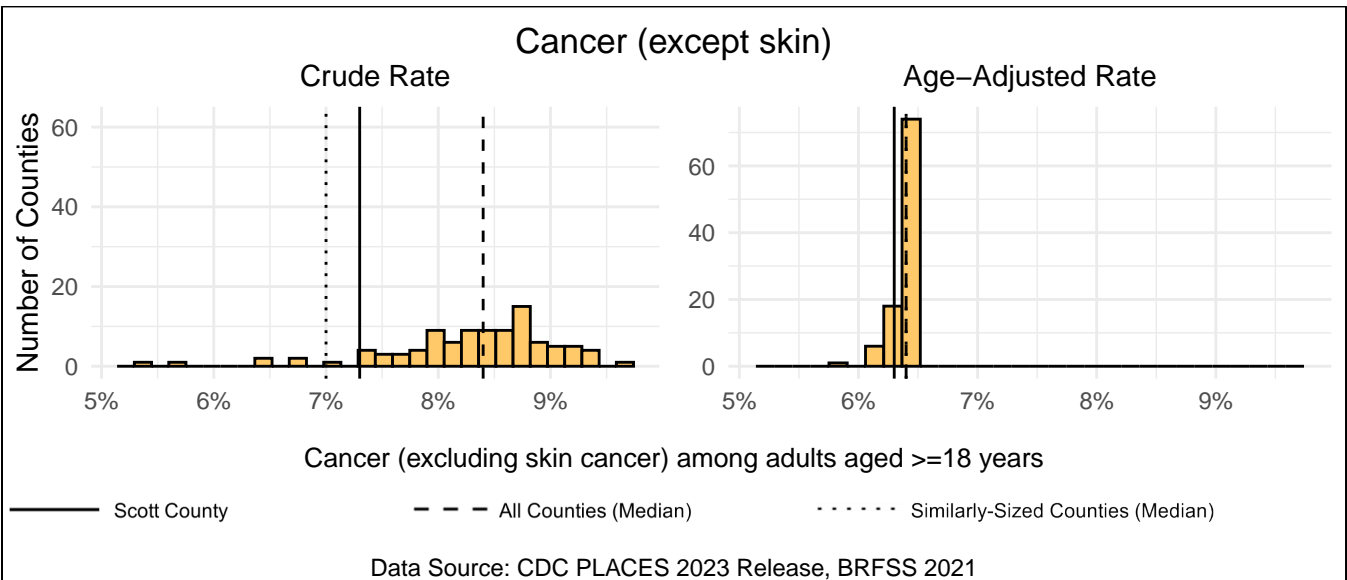 Cancer (except skin)
Crude Rate
Age−Adjusted Rate
Number of Counties
60
40
20
0
5%
6%
7%
8%
9%
60
40
20
0
5%
6%
7%
8%
9%
Cancer (excluding skin cancer) among adults aged >=18 years
Scott County
All Counties (Median)
Similarly-Sized Counties (Median)
Data Source: CDC PLACES 2023 Release, BRFSS 2021